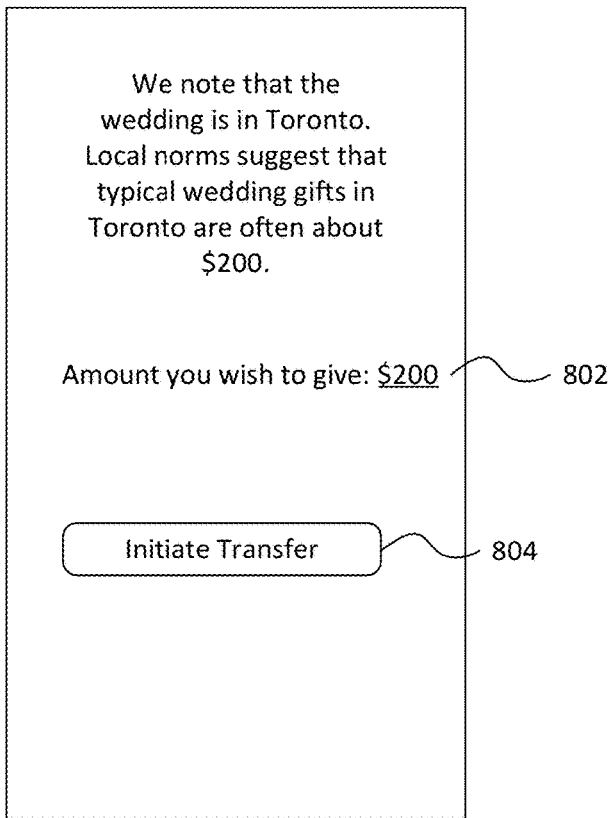 We note that the
wedding is in Toronto.
Local norms suggest that
typical wedding gifts in
Toronto are often about
$200.
Amount you wish to give: $200
802
Initiate Transfer
804